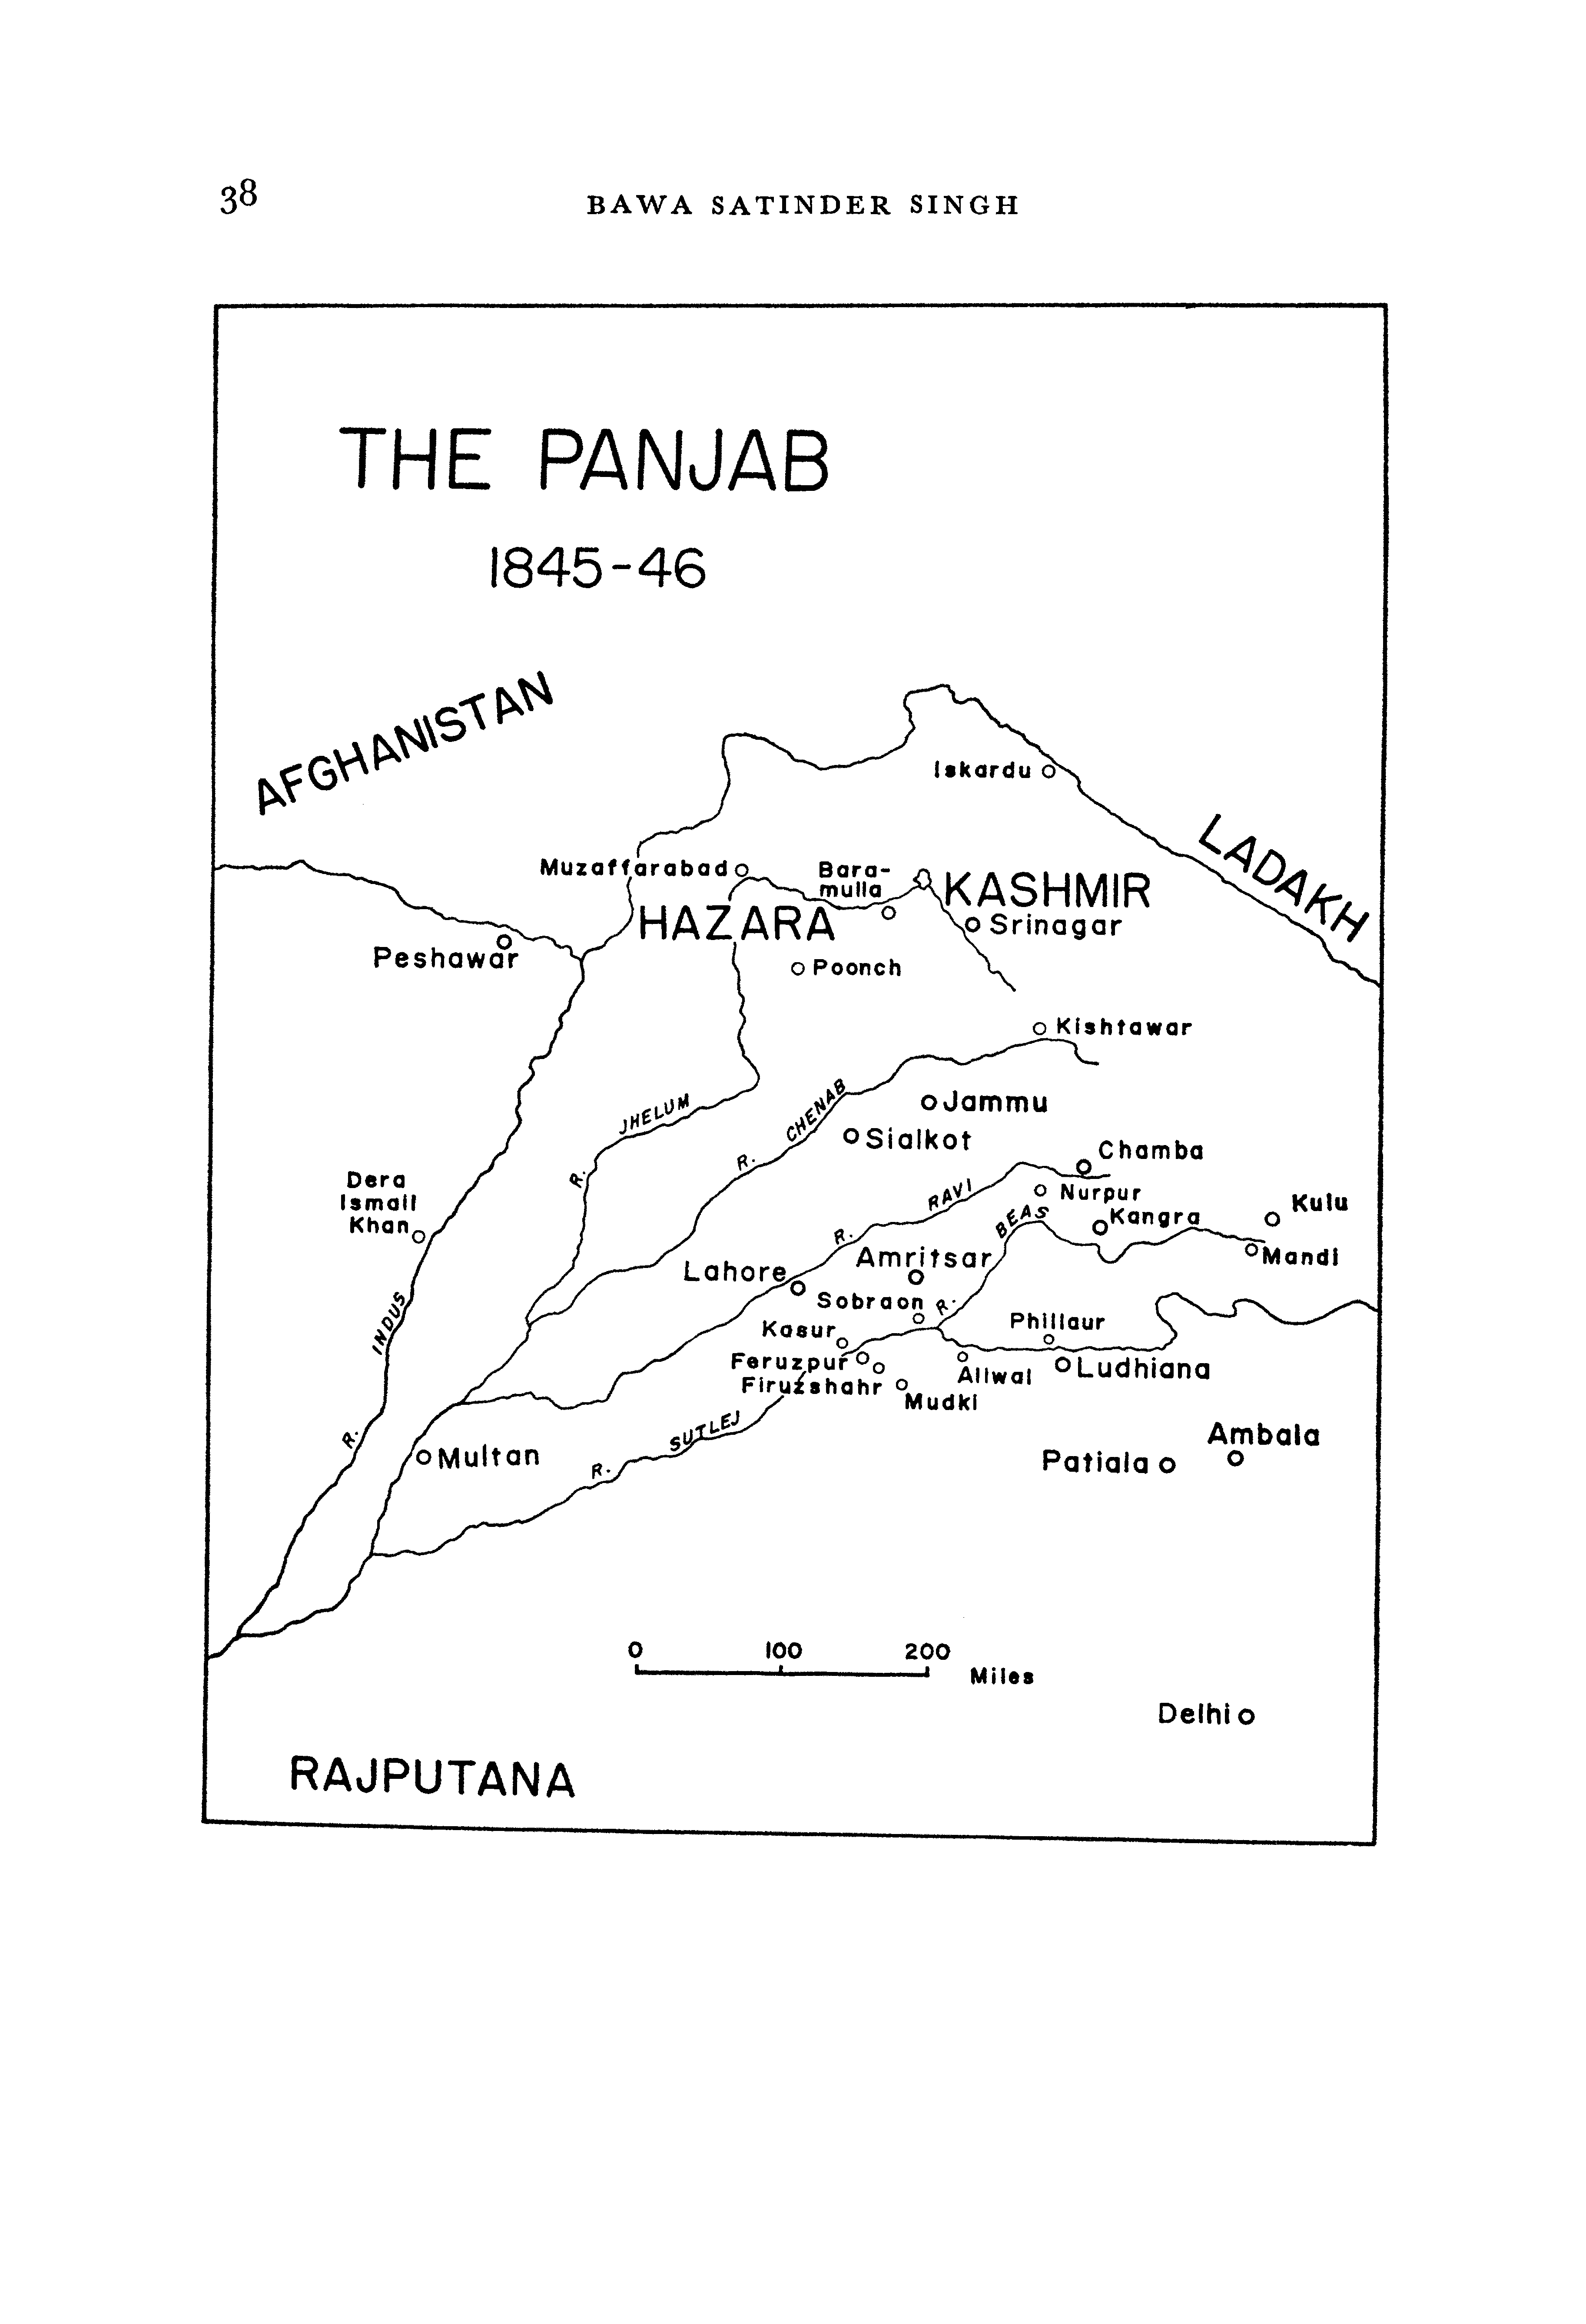 38
BAWA SATINDER SINGH
THE PANJAB
1845-46
AFGHANISTAN
Iskardu
LADAKH
Muzaffarabad
Bara-
mulla
KASHMIR
HAZARA
Srinagar
Peshawar
Poonch
Kishtawar
JHELUM
R.
CHENAB
R.
Jammu
Sialkot
Chamba
Dera
Ismail
Khan
RAVI
R.
Nurpur
Kulu
BEAS
R.
Kangra
Mandi
Amritsar
Lahore
Sobraon
INDUS
R.
Phillaur
Kasur
Feruzpur
Firuzshahr
Aliwal
Ludhiana
Mudki
SUTLEJ
R.
Ambala
Patiala
Multan
0 100 200
Miles
Delhi
RAJPUTANA